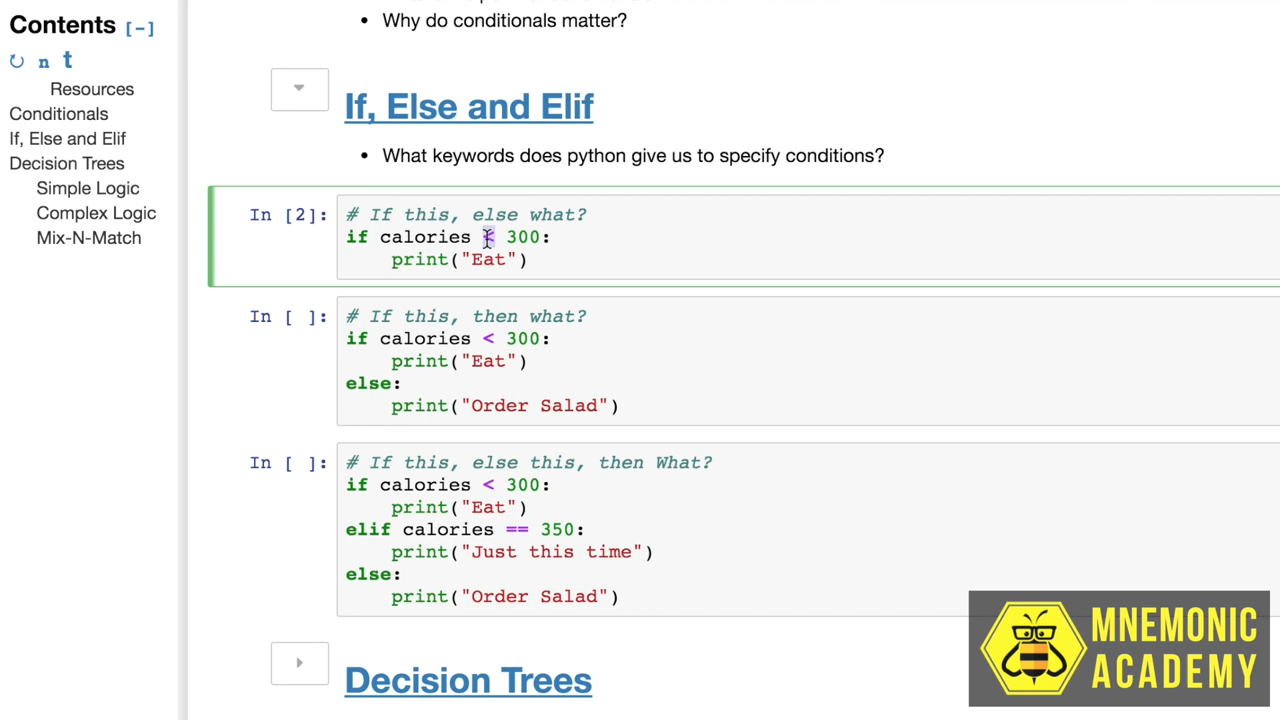 Contents [-]
n t
Resources
Conditionals
If, Else and Elif
Decision Trees
Simple Logic
Complex Logic
Mix-N-Match
• Why do conditionals matter?
If, Else and Elif
• What keywords does python give us to specify conditions?
In [2]:
# If this, else what?
if calories < 300:
    print("Eat")
In [ ]:
# If this, then what?
if calories < 300:
    print("Eat")
else:
    print("Order Salad")
In [ ]:
# If this, else this, then What?
if calories < 300:
    print("Eat")
elif calories == 350:
    print("Just this time")
else:
    print("Order Salad")
Decision Trees
MNEMONIC
ACADEMY